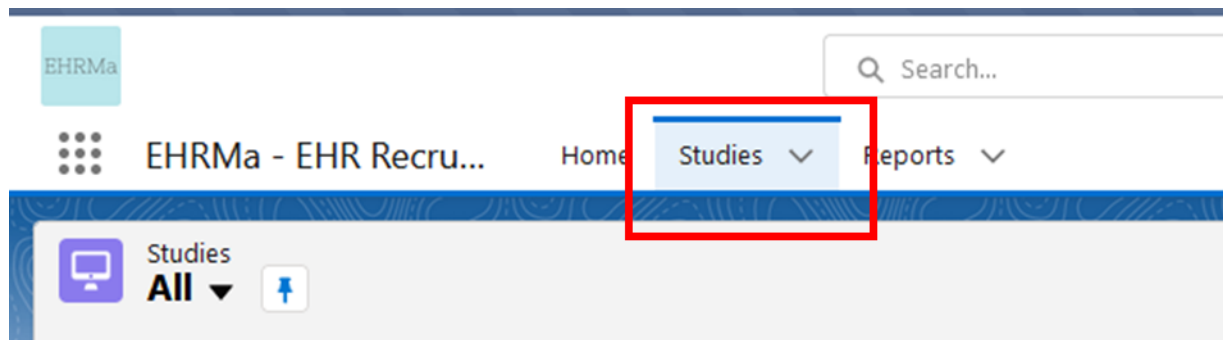 EHRMa
Search...
EHRMa - EHR Recru... Home Studies Reports
Studies
All